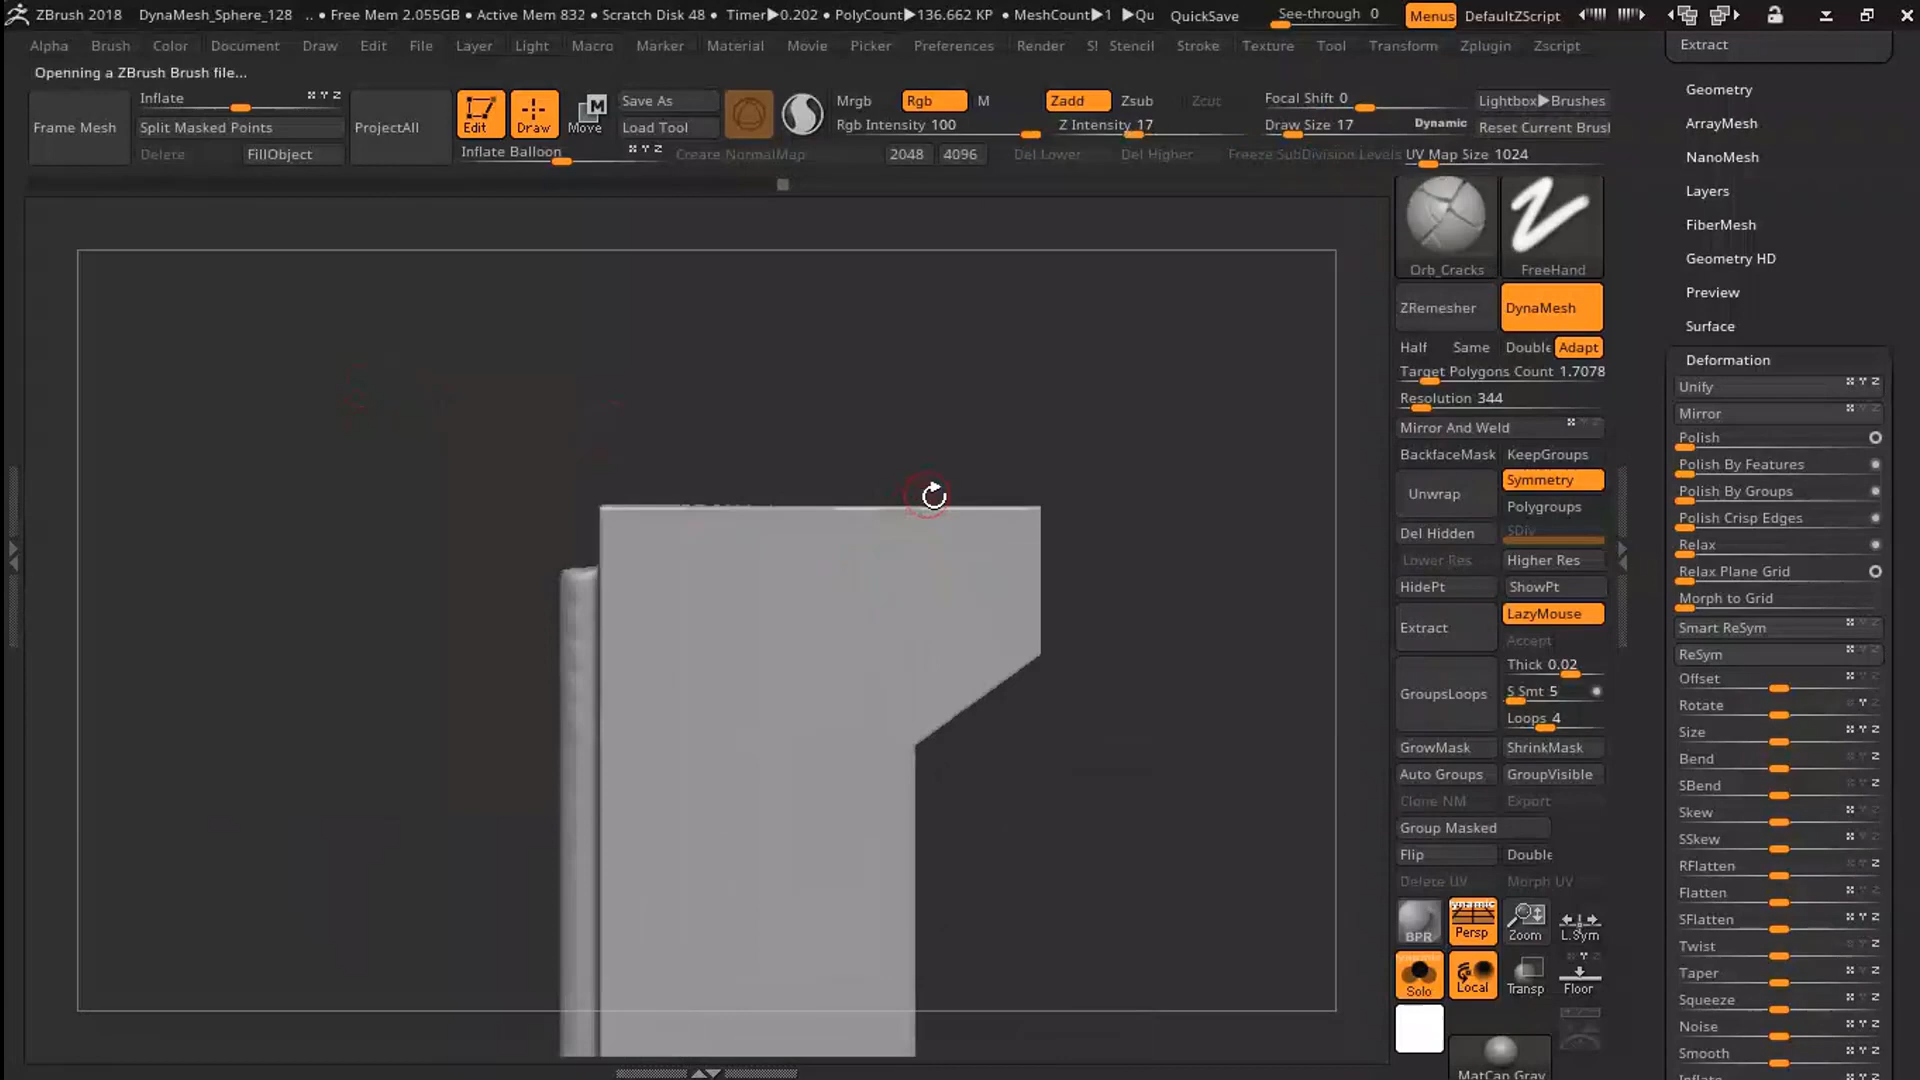 ZBrush 2018 DynaMesh_Sphere_128 .. • Free Mem 2.055GB • Active Mem 832 • Scratch Disk 48 • Timer▶0.202 • PolyCount▶136.662 KP • MeshCount▶1 ▶Qu QuickSave See-through 0 Menus DefaultZScript
Alpha Brush Color Document Draw Edit File Layer Light Macro Marker Material Movie Picker Preferences Render S! Stencil Stroke Texture Tool Transform Zplugin Zscript
Extract
Openning a ZBrush Brush file...
Frame Mesh
Inflate X Y Z
Split Masked Points
Delete FillObject
ProjectAll
Edit Draw Move
Inflate Balloon X Y Z
Save As
Load Tool
Create NormalMap
Mrgb Rgb M
Rgb Intensity 100
2048 4096
Zadd Zsub Zcut
Z Intensity 17
Del Lower Del Higher
Focal Shift 0
Draw Size 17 Dynamic
Freeze SubDivision Levels
Lightbox▶Brushes
Reset Current Brusl
UV Map Size 1024
Orb_Cracks FreeHand
ZRemesher DynaMesh
Half Same Double Adapt
Target Polygons Count 1.7078
Resolution 344
Mirror And Weld
BackfaceMask KeepGroups
Unwrap Symmetry
Polygroups
Del Hidden SDiv
Lower Res Higher Res
HidePt ShowPt
Extract LazyMouse
Accept
Thick 0.02
GroupsLoops S Smt 5
Loops 4
GrowMask ShrinkMask
Auto Groups GroupVisible
Clone NM Export
Group Masked
Flip Double
Delete UV Morph UV
BPR Dynamic Persp Zoom L.Sym
Solo Local Transp Floor
MatCap Gray
Geometry
ArrayMesh
NanoMesh
Layers
FiberMesh
Geometry HD
Preview
Surface
Deformation
Unify
Mirror
Polish
Polish By Features
Polish By Groups
Polish Crisp Edges
Relax
Relax Plane Grid
Morph to Grid
Smart ReSym
ReSym
Offset
Rotate
Size
Bend
SBend
Skew
SSkew
RFlatten
Flatten
SFlatten
Twist
Taper
Squeeze
Noise
Smooth
Inflate